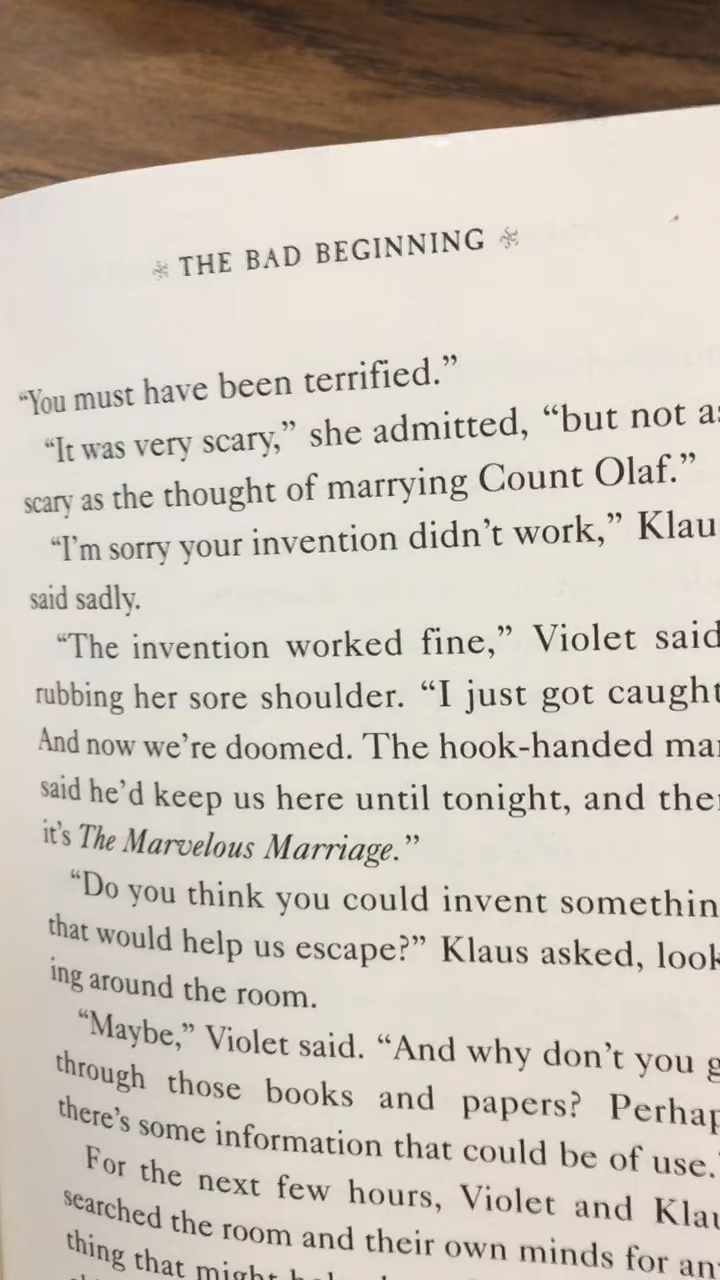 THE BAD BEGINNING
“You must have been terrified.”
“It was very scary,” she admitted, “but not as
scary as the thought of marrying Count Olaf.”
“I’m sorry your invention didn’t work,” Klau
said sadly.
“The invention worked fine,” Violet said
rubbing her sore shoulder. “I just got caught
And now we’re doomed. The hook-handed man
said he’d keep us here until tonight, and then
it’s The Marvelous Marriage.”
“Do you think you could invent somethin
that would help us escape?” Klaus asked, look
ing around the room.
“Maybe,” Violet said. “And why don’t you g
through those books and papers? Perhap
there’s some information that could be of use.”
For the next few hours, Violet and Klau
searched the room and their own minds for an
thing that might